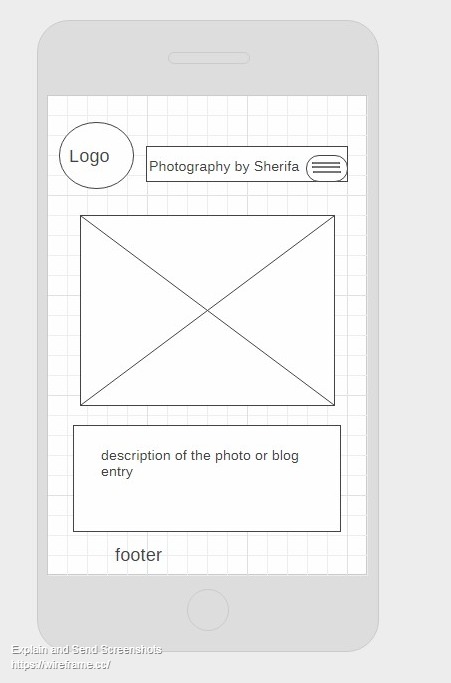 Logo
Photography by Sherifa
description of the photo or blog
entry
footer
Explain and Send Screenshots
https://wireframe.cc/